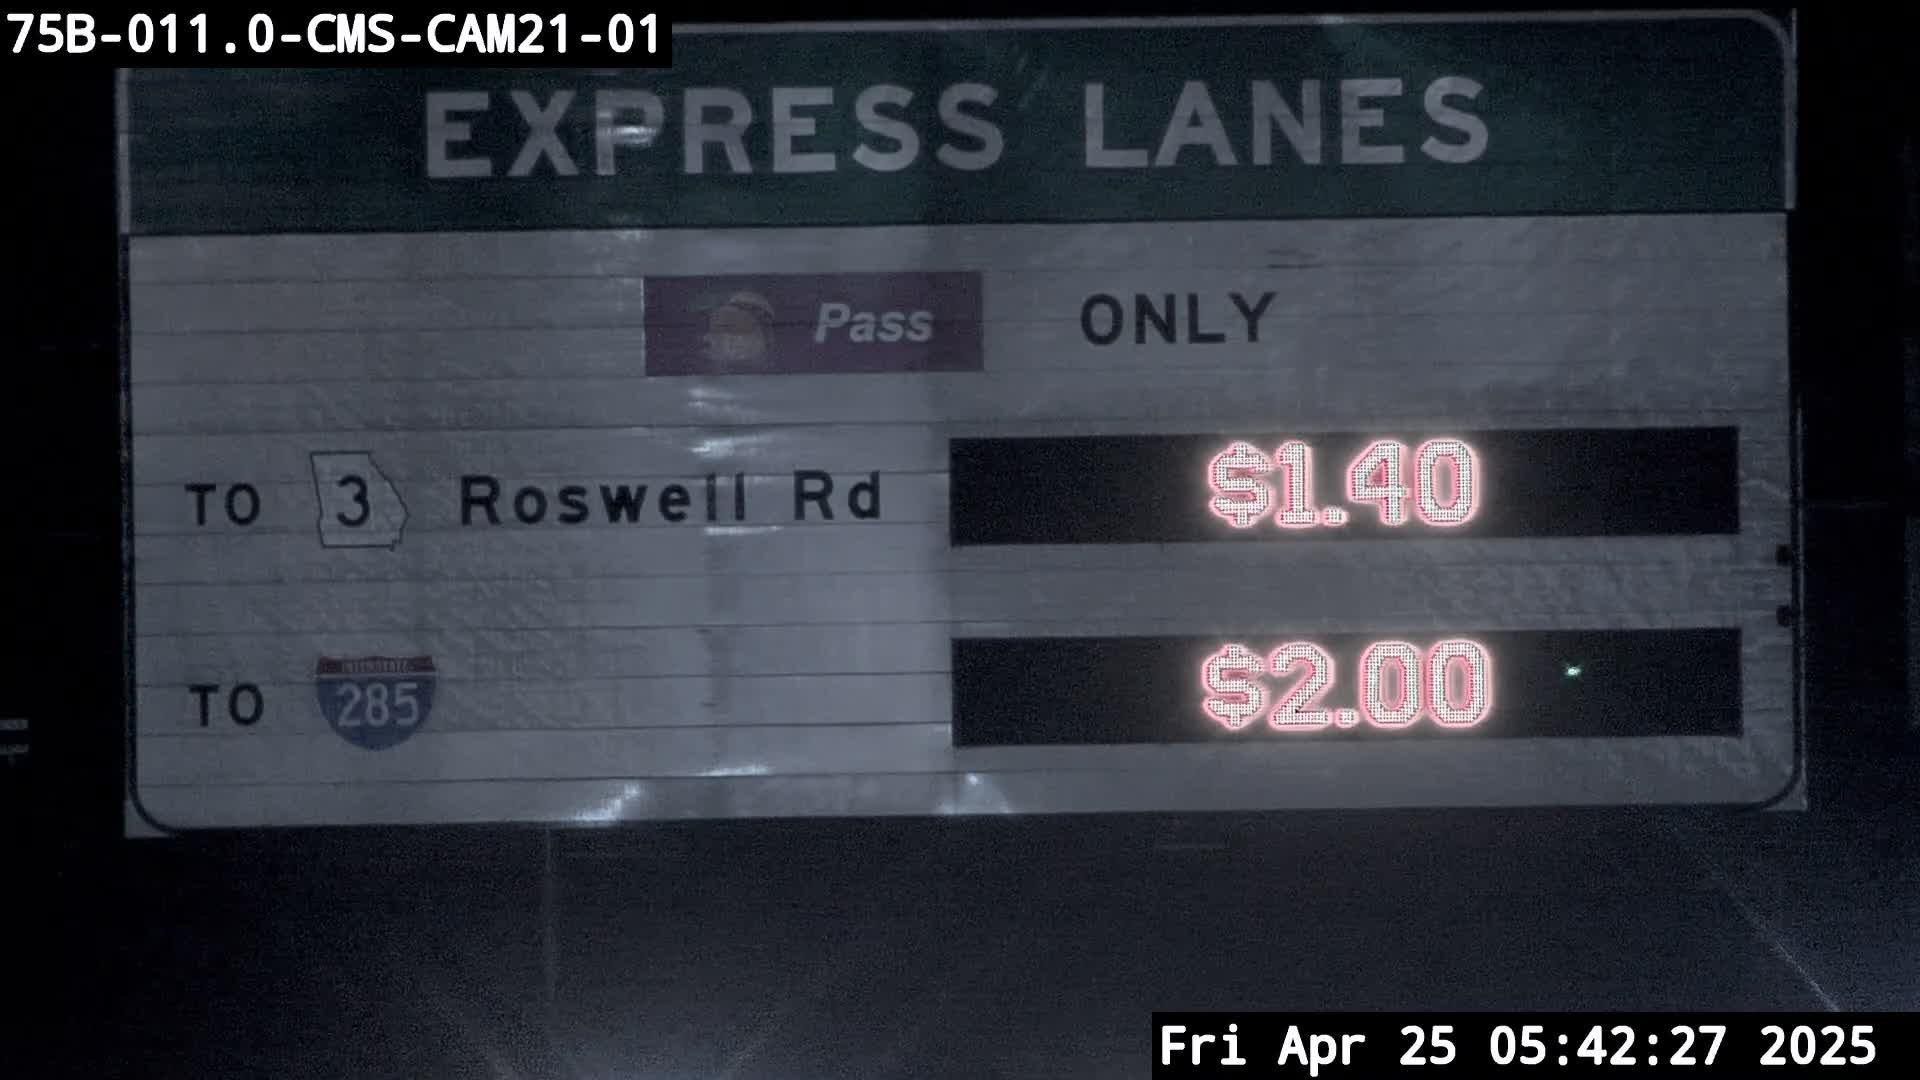 75B-011.0-CMS-CAM21-01
EXPRESS LANES
Pass ONLY
TO 3 Roswell Rd $1.40
TO INTERSTATE 285 $2.00
Fri Apr 25 05:42:27 2025